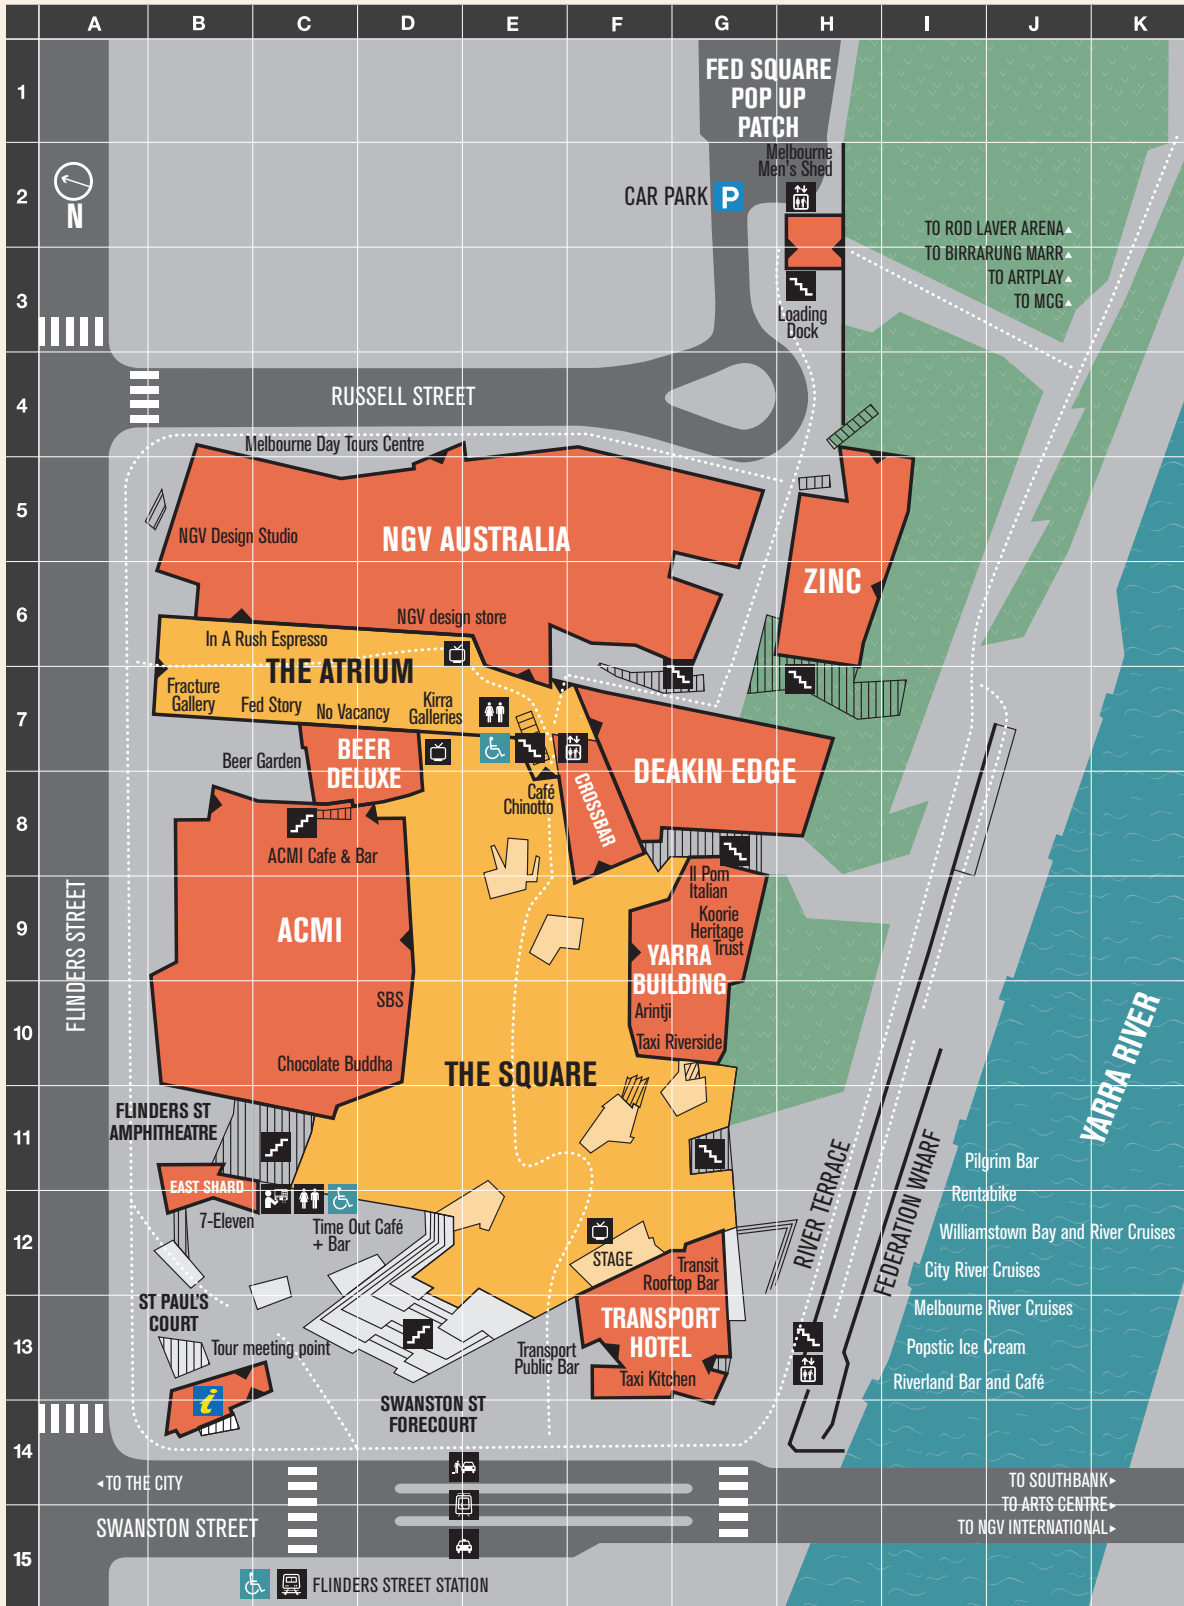 A B C D E F G H I J K
1
2
3
4
5
6
7
8
9
10
11
12
13
14
15
FED SQUARE
POP UP
PATCH
Melbourne
Men's Shed
CAR PARK P
N
TO ROD LAVER ARENA
TO BIRRARUNG MARR
TO ARTPLAY
TO MCG
Loading
Dock
RUSSELL STREET
Melbourne Day Tours Centre
NGV Design Studio
NGV AUSTRALIA
ZINC
NGV design store
In A Rush Espresso
THE ATRIUM
Fracture
Gallery
Fed Story
No Vacancy
Kirra
Galleries
Beer Garden
BEER
DELUXE
DEAKIN EDGE
Café
Chinotto
CROSSBAR
ACMI Cafe & Bar
Il Pom
Italian
Koorie
Heritage
Trust
FLINDERS STREET
ACMI
YARRA
BUILDING
SBS
Arintji
Taxi Riverside
Chocolate Buddha
THE SQUARE
YARRA RIVER
FLINDERS ST
AMPHITHEATRE
EAST SHARD
7-Eleven
Time Out Café
+ Bar
RIVER TERRACE
FEDERATION WHARF
Pilgrim Bar
Rentabike
Williamstown Bay and River Cruises
City River Cruises
Melbourne River Cruises
Popstic Ice Cream
Riverland Bar and Café
STAGE
Transit
Rooftop Bar
ST PAUL'S
COURT
Tour meeting point
TRANSPORT
HOTEL
Transport
Public Bar
Taxi Kitchen
i
SWANSTON ST
FORECOURT
TO THE CITY
SWANSTON STREET
TO SOUTHBANK
TO ARTS CENTRE
TO NGV INTERNATIONAL
FLINDERS STREET STATION